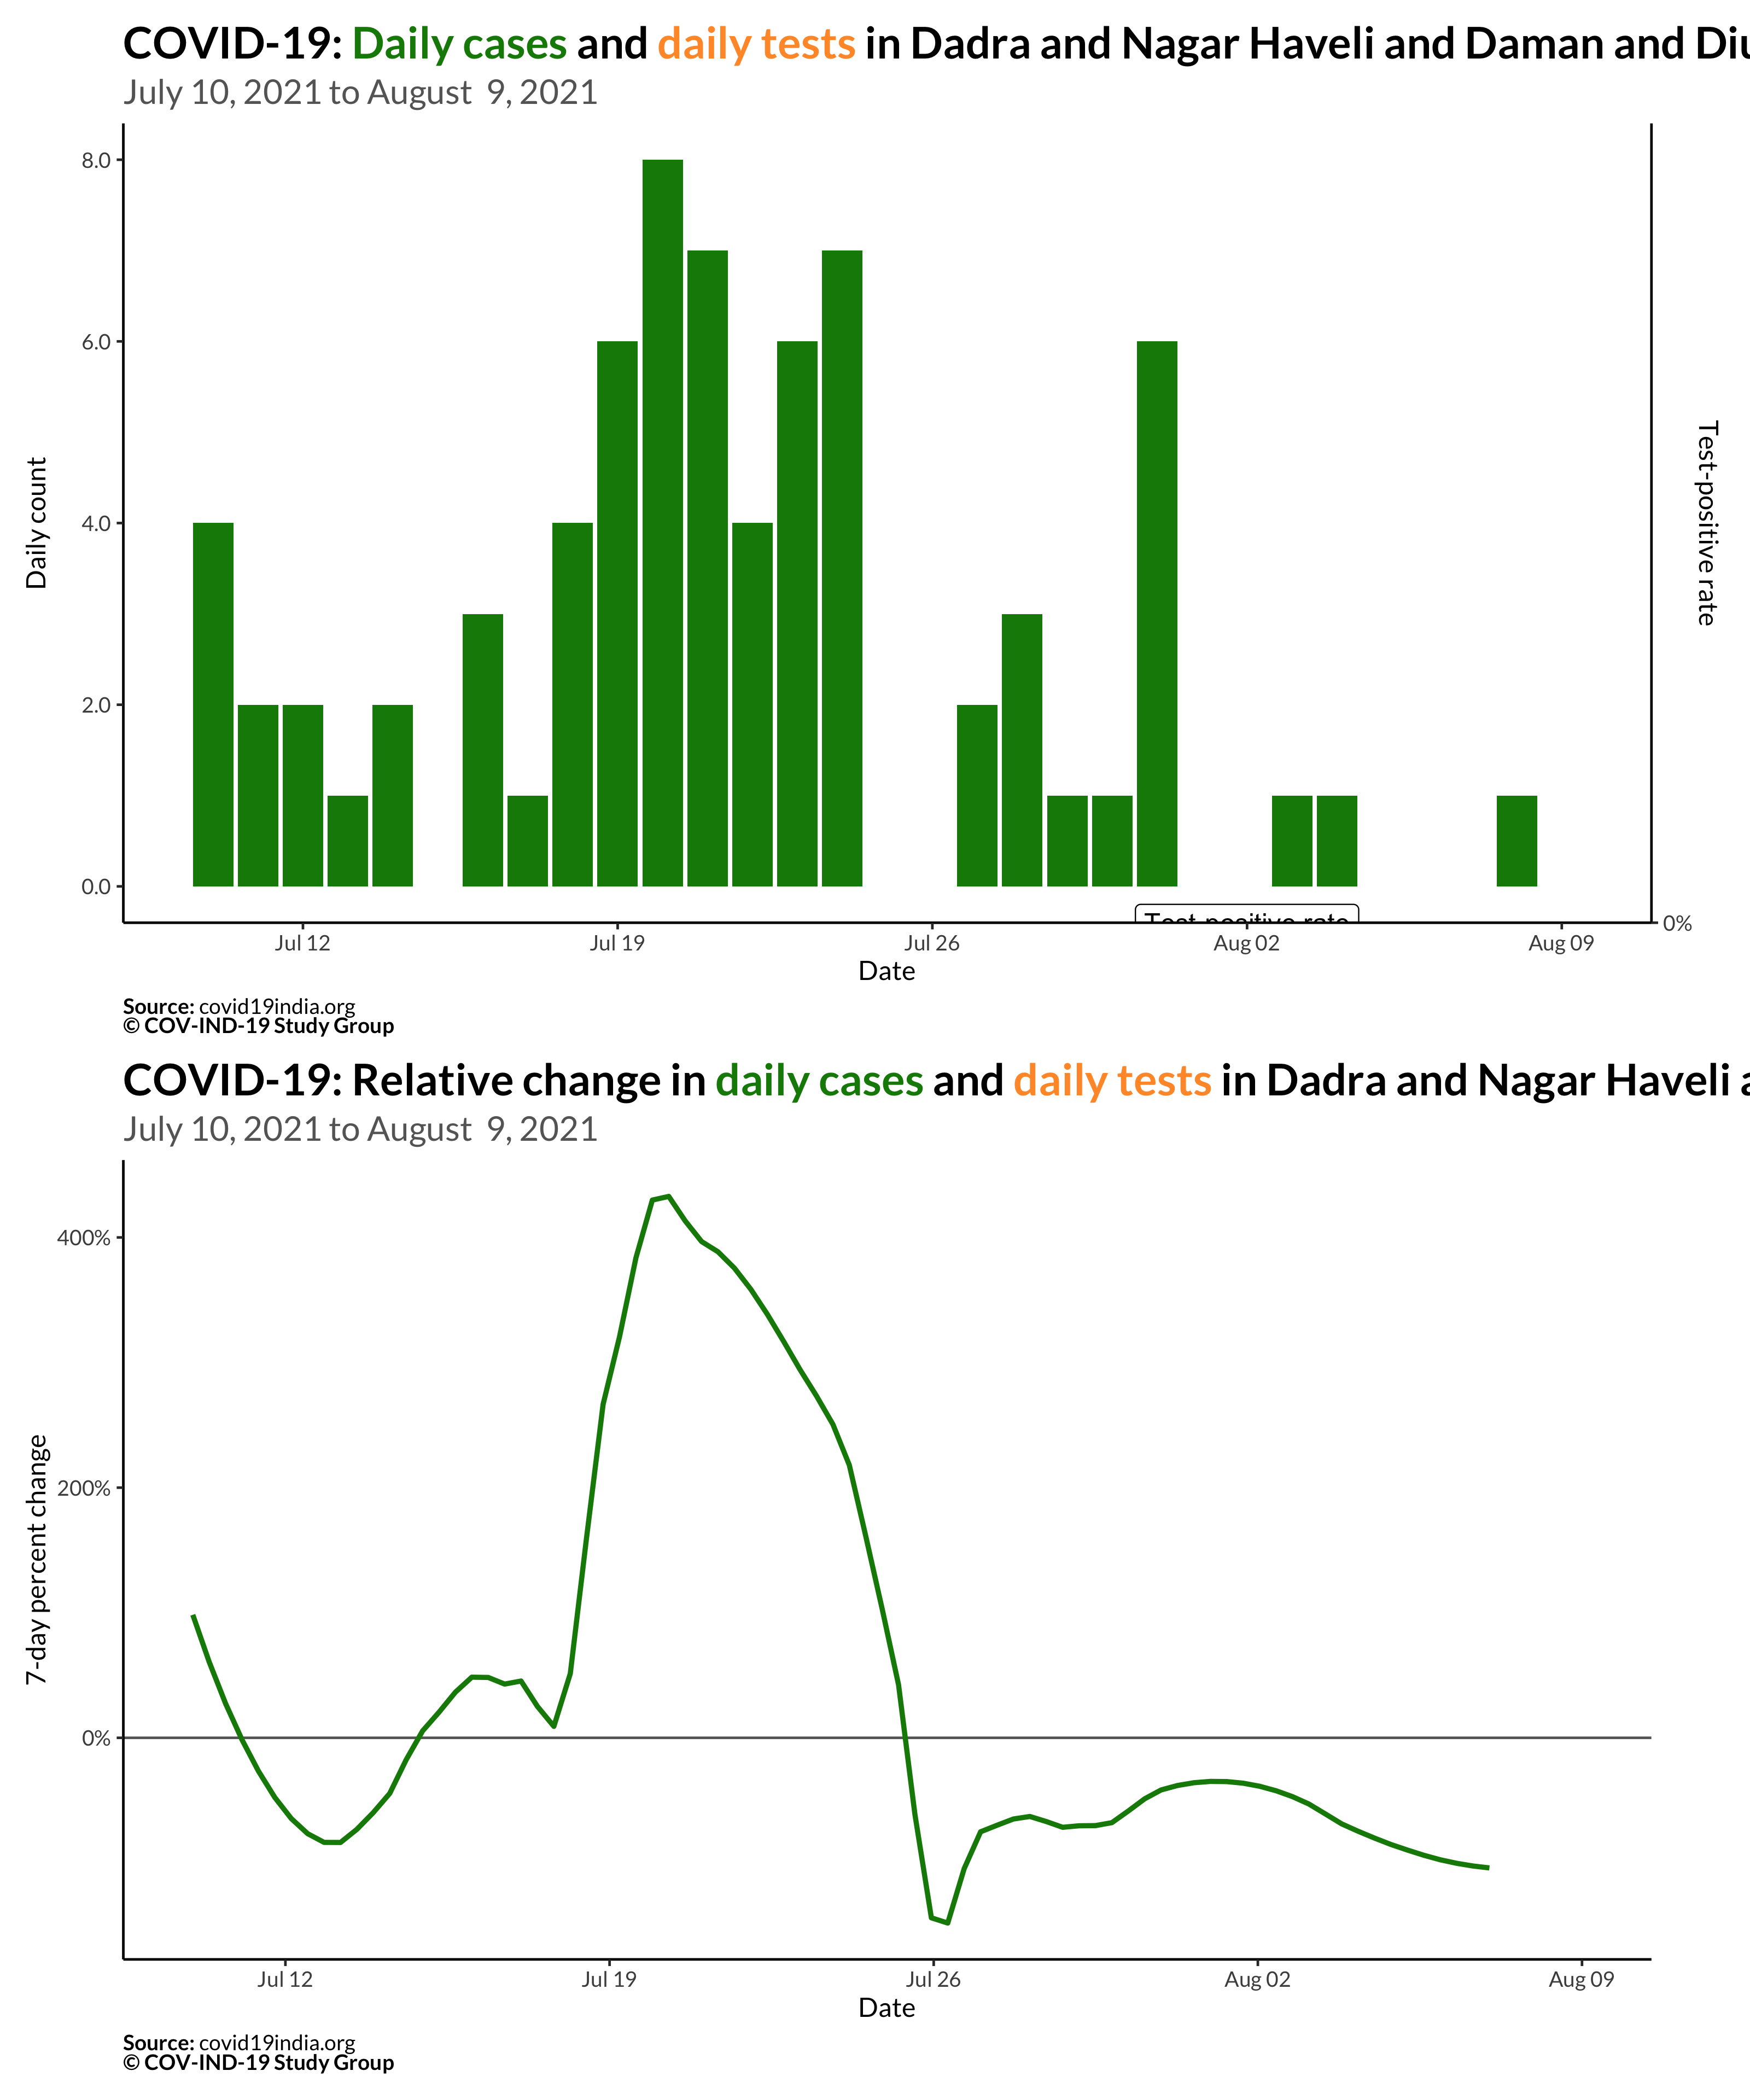 COVID-19: Daily cases and daily tests in Dadra and Nagar Haveli and Daman and Diu
July 10, 2021 to August 9, 2021
8.0
6.0
4.0
2.0
0.0
Daily count
Test-positive rate
Test-positive rate
0%
Jul 12
Jul 19
Jul 26
Aug 02
Aug 09
Date
Source: covid19india.org
© COV-IND-19 Study Group
COVID-19: Relative change in daily cases and daily tests in Dadra and Nagar Haveli
July 10, 2021 to August 9, 2021
400%
200%
0%
7-day percent change
Jul 12
Jul 19
Jul 26
Aug 02
Aug 09
Date
Source: covid19india.org
© COV-IND-19 Study Group